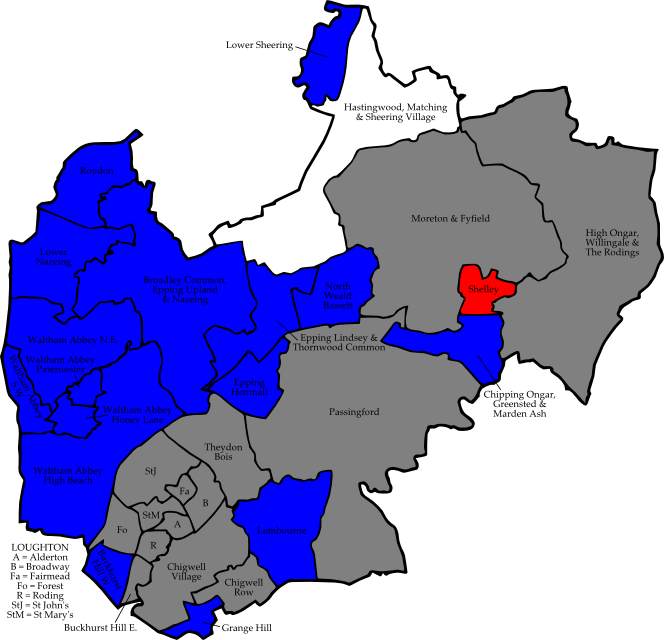 Lower Sheering
Hastingwood, Matching
& Sheering Village
Roydon
Moreton & Fyfield
High Ongar,
Willingale &
The Rodings
Lower
Nazeing
Broadley Common,
Epping Upland
& Nazeing
North
Weald
Bassett
Shelley
Waltham Abbey N.E.
Epping Lindsey &
Thornwood Common
Waltham Abbey
Paternoster
Waltham Abbey
S.W.
Epping
Hemnall
Chipping Ongar,
Greensted &
Marden Ash
Waltham Abbey
Honey Lane
Passingford
Theydon
Bois
Waltham Abbey
High Beach
StJ
Fa
B
StM
A
Fo
R
Lambourne
LOUGHTON
A = Alderton
B = Broadway
Fa = Fairmead
Fo = Forest
R = Roding
StJ = St John's
StM = St Mary's
Buckhurst
Hill W.
Chigwell
Village
Chigwell
Row
Buckhurst Hill E.
Grange Hill